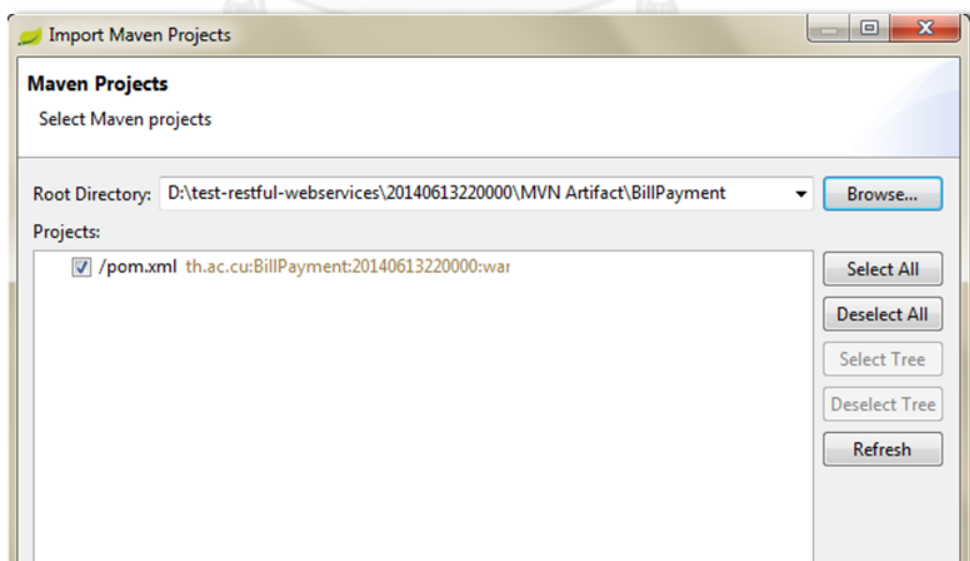 Import Maven Projects
Maven Projects
Select Maven projects
Root Directory: D:\test-restful-webservices\20140613220000\MVN Artifact\BillPayment Browse...
Projects:
/pom.xml th.ac.cu:BillPayment:20140613220000:war
Select All
Deselect All
Select Tree
Deselect Tree
Refresh